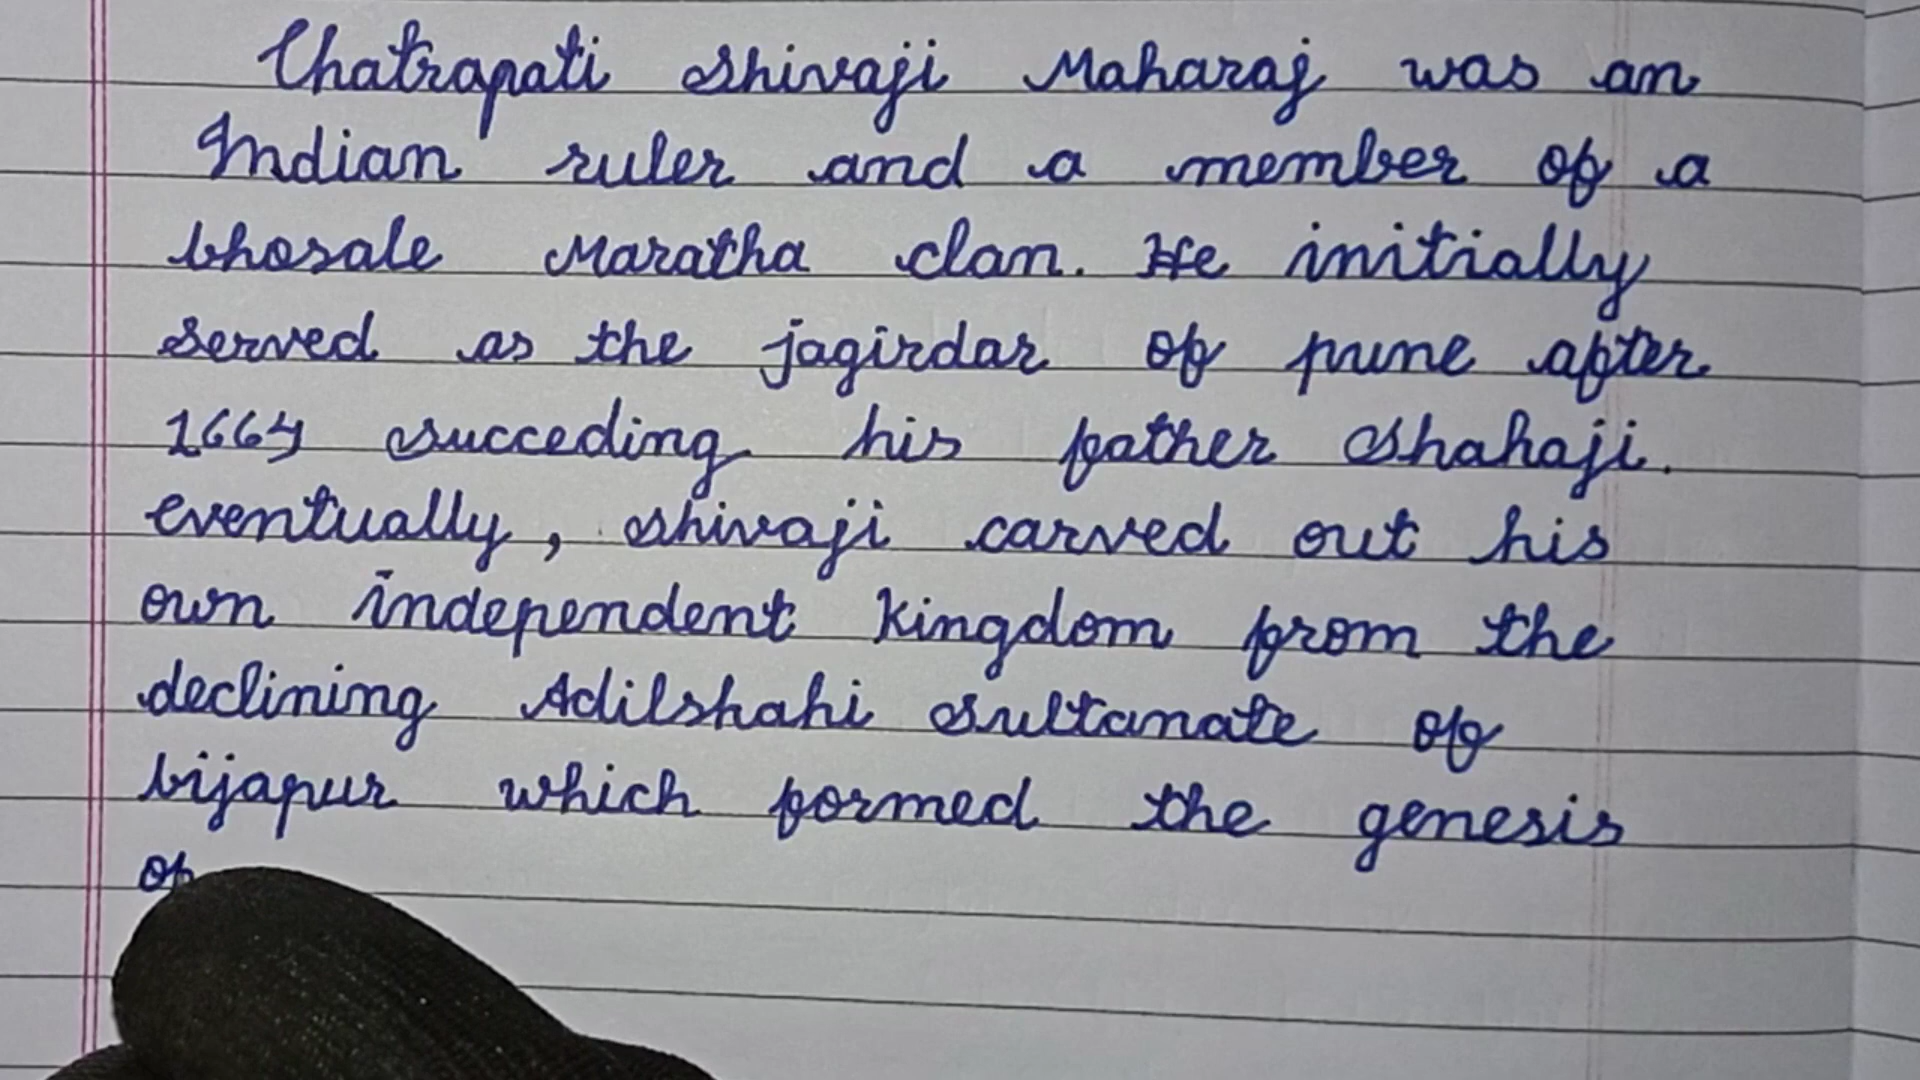 Chatrapati Shivaji Maharaj was an
Indian ruler and a member of a
bhosale Maratha clan. He initially
served as the jagirdar of pune after
1664 succeding his father Shahaji.
eventually, Shivaji carved out his
own independent kingdom from the
declining Adilshahi Sultanate of
bijapur which formed the genesis
of